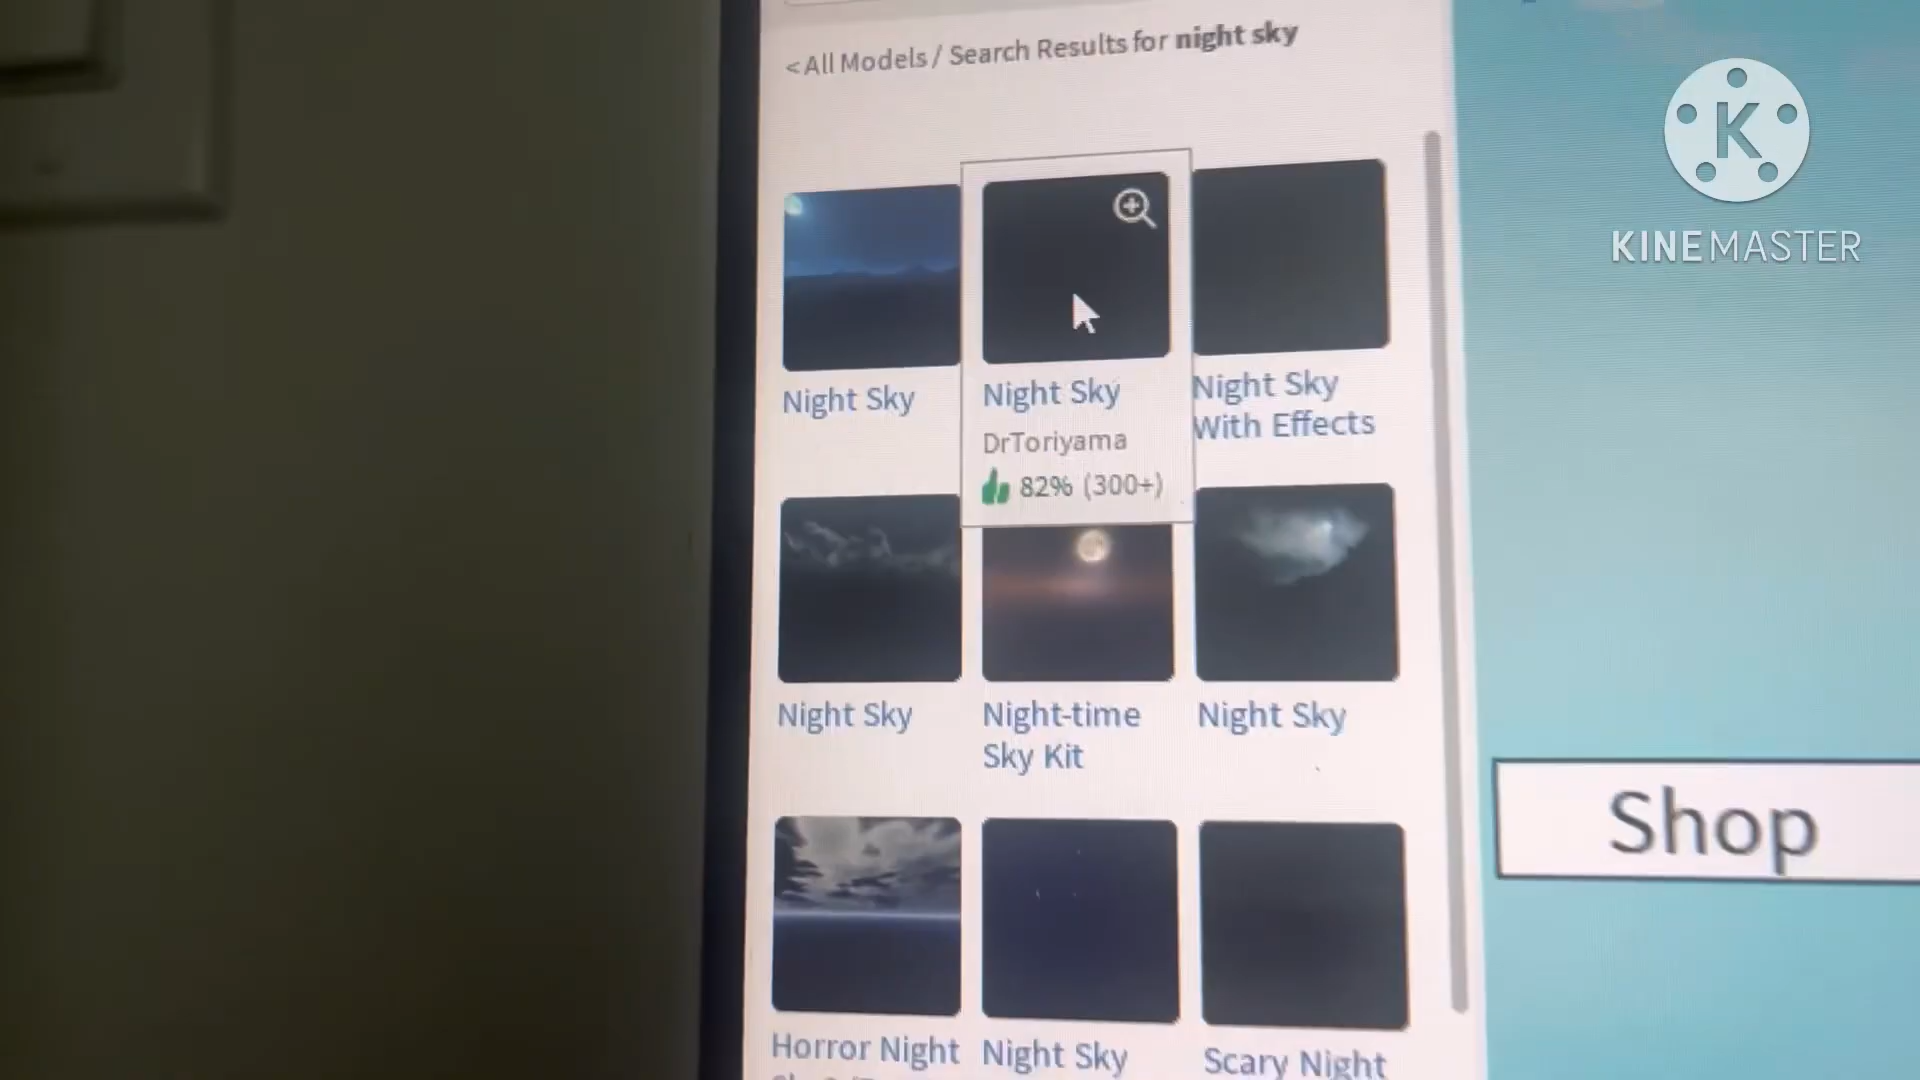 < All Models / Search Results for night sky
K
KINEMASTER
Night Sky
Night Sky
DrToriyama
82% (300+)
Night Sky
With Effects
Night Sky
Night-time
Sky Kit
Night Sky
Shop
Horror Night
Night Sky
Scary Night